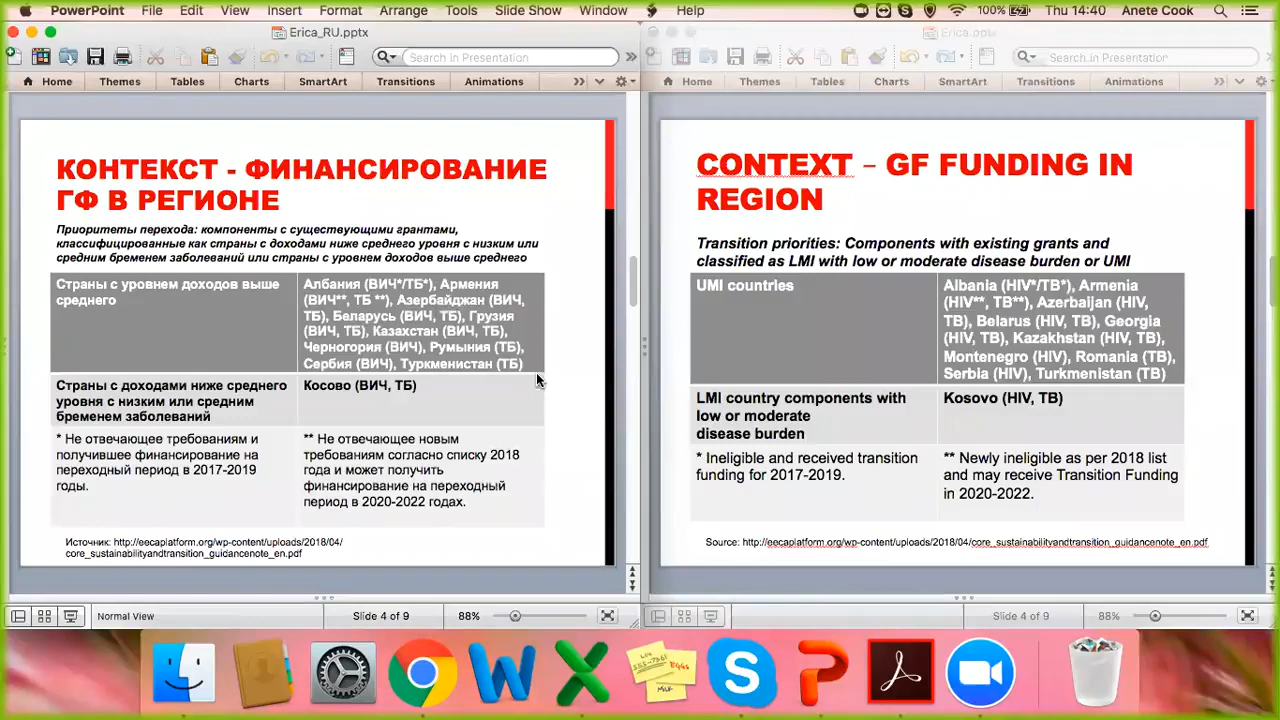 PowerPoint File Edit View Insert Format Arrange Tools Slide Show Window Help 100% Thu 14:40 Anete Cook
Erica_RU.pptx
Search in Presentation
Home Themes Tables Charts SmartArt Transitions Animations
КОНТЕКСТ - ФИНАНСИРОВАНИЕ
ГФ В РЕГИОНЕ
Приоритеты перехода: компоненты с существующими грантами,
классифицированные как страны с доходами ниже среднего уровня с низким или
средним бременем заболеваний или страны с уровнем доходов выше среднего
Страны с уровнем доходов выше
среднего
Албания (ВИЧ*/ТБ*), Армения
(ВИЧ**, ТБ **), Азербайджан (ВИЧ,
ТБ), Беларусь (ВИЧ, ТБ), Грузия
(ВИЧ, ТБ), Казахстан (ВИЧ, ТБ),
Черногория (ВИЧ), Румыния (ТБ),
Сербия (ВИЧ), Туркменистан (ТБ)
Страны с доходами ниже среднего
уровня с низким или средним
бременем заболеваний
Косово (ВИЧ, ТБ)
* Не отвечающее требованиям и
получившее финансирование на
переходный период в 2017-2019
годы.
** Не отвечающее новым
требованиям согласно списку 2018
года и может получить
финансирование на переходный
период в 2020-2022 годах.
Источник: http://eecaplatform.org/wp-content/uploads/2018/04/
core_sustainabilityandtransition_guidancenote_en.pdf
Normal View Slide 4 of 9 88%
Erica.pptx
Search in Presentation
Home Themes Tables Charts SmartArt Transitions Animations
CONTEXT – GF FUNDING IN
REGION
Transition priorities: Components with existing grants and
classified as LMI with low or moderate disease burden or UMI
UMI countries
Albania (HIV*/TB*), Armenia
(HIV**, TB**), Azerbaijan (HIV,
TB), Belarus (HIV, TB), Georgia
(HIV, TB), Kazakhstan (HIV, TB),
Montenegro (HIV), Romania (TB),
Serbia (HIV), Turkmenistan (TB)
LMI country components with
low or moderate
disease burden
Kosovo (HIV, TB)
* Ineligible and received transition
funding for 2017-2019.
** Newly ineligible as per 2018 list
and may receive Transition Funding
in 2020-2022.
Source: http://eecaplatform.org/wp-content/uploads/2018/04/core_sustainabilityandtransition_guidancenote_en.pdf
Slide 4 of 9 88%